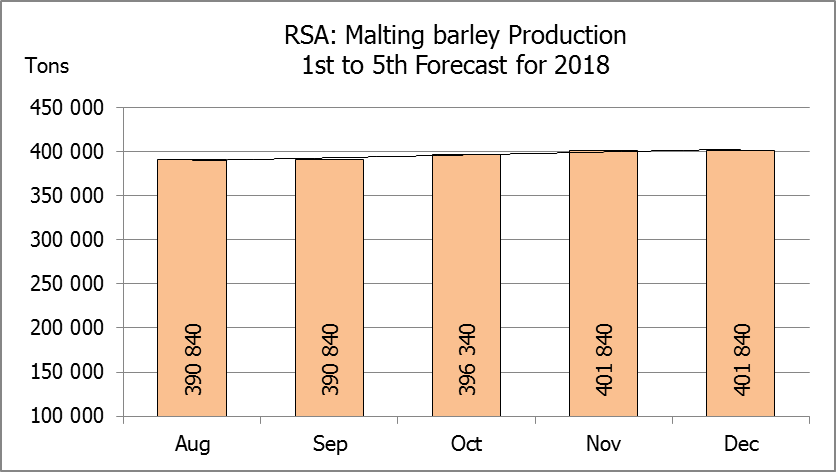 RSA: Malting barley Production
1st to 5th Forecast for 2018
Tons
450 000
400 000
350 000
300 000
250 000
200 000
150 000
100 000
390 840
390 840
396 340
401 840
401 840
Aug
Sep
Oct
Nov
Dec